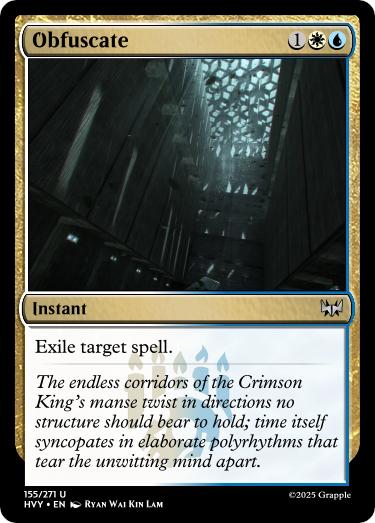 Obfuscate 1
Instant
Exile target spell.
The endless corridors of the Crimson
King's manse twist in directions no
structure should bear to hold; time itself
syncopates in elaborate polyrhythms that
tear the unwitting mind apart.
155/271 U
HVY • EN Ryan Wai Kin Lam
©2025 Grapple